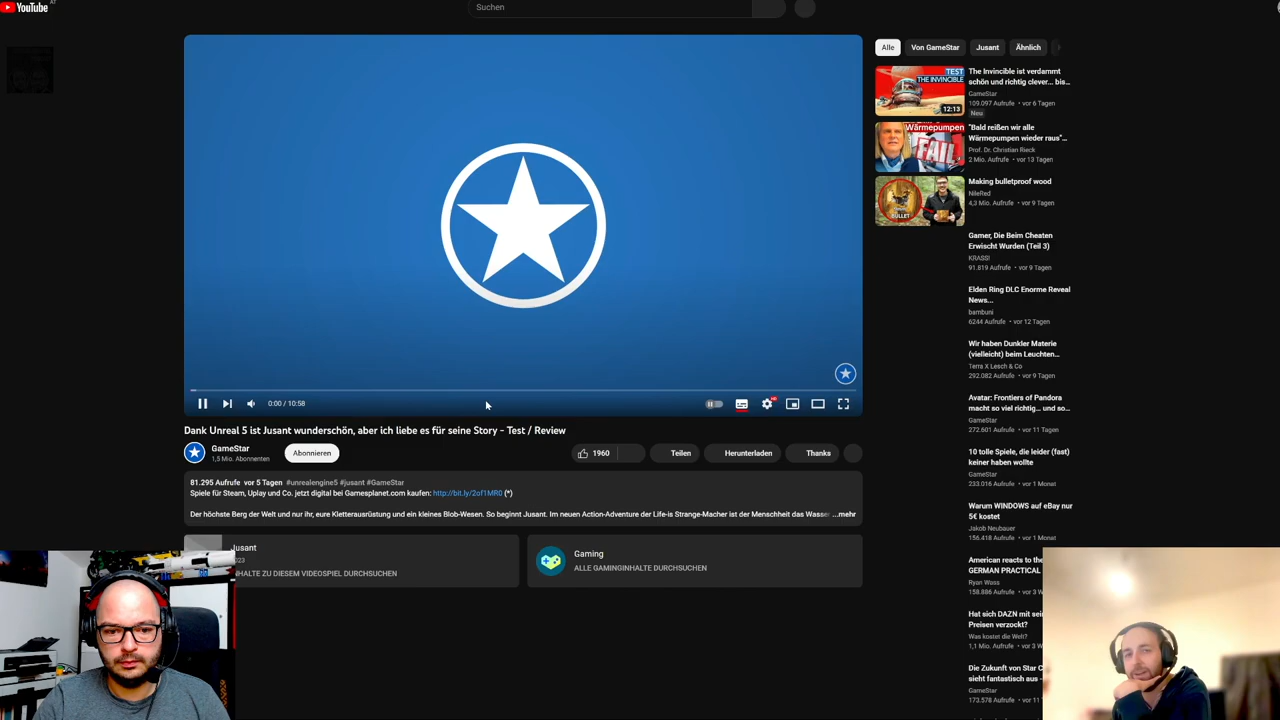 YouTube
AT
Suchen
Alle
Von GameStar
Jusant
Ähnlich
TEST
THE INVINCIBLE
12:13
The Invincible ist verdammt
schön und richtig clever... bis...
GameStar
109.097 Aufrufe • vor 6 Tagen
Neu
Wärmepumpen
FAIL
"Bald reißen wir alle
Wärmepumpen wieder raus"...
Prof. Dr. Christian Rieck
2 Mio. Aufrufe • vor 13 Tagen
BULLET
Making bulletproof wood
NileRed
4,3 Mio. Aufrufe • vor 9 Tagen
Gamer, Die Beim Cheaten
Erwischt Wurden (Teil 3)
KRASS!
91.819 Aufrufe • vor 9 Tagen
Elden Ring DLC Enorme Reveal
News...
bambuni
6244 Aufrufe • vor 12 Tagen
Wir haben Dunkler Materie
(vielleicht) beim Leuchten...
Terra X Lesch & Co
292.082 Aufrufe • vor 9 Tagen
Avatar: Frontiers of Pandora
macht so viel richtig... und so...
GameStar
272.601 Aufrufe • vor 11 Tagen
10 tolle Spiele, die leider (fast)
keiner haben wollte
GameStar
233.016 Aufrufe • vor 1 Monat
Warum WINDOWS auf eBay nur
5€ kostet
Jakob Neubauer
156.418 Aufrufe • vor 1 Monat
American reacts to the
GERMAN PRACTICAL
Ryan Wass
158.886 Aufrufe • vor 3 W
Hat sich DAZN mit sei
Preisen verzockt?
Was kostet die Welt?
1,1 Mio. Aufrufe • vor 3 W
Die Zukunft von Star C
sieht fantastisch aus -
GameStar
173.578 Aufrufe • vor 11
0:00 / 10:58
HD
Dank Unreal 5 ist Jusant wunderschön, aber ich liebe es für seine Story - Test / Review
GameStar
1,5 Mio. Abonnenten
Abonnieren
1960
Teilen
Herunterladen
Thanks
81.295 Aufrufe vor 5 Tagen #unrealengine5 #jusant #GameStar
Spiele für Steam, Uplay und Co. jetzt digital bei Gamesplanet.com kaufen: http://bit.ly/2of1MR0 (*)
Der höchste Berg der Welt und nur ihr, eure Kletterausrüstung und ein kleines Blob-Wesen. So beginnt Jusant. Im neuen Action-Adventure der Life-is Strange-Macher ist der Menschheit das Wasser ...mehr
Jusant
023
NHALTE ZU DIESEM VIDEOSPIEL DURCHSUCHEN
Gaming
ALLE GAMINGINHALTE DURCHSUCHEN